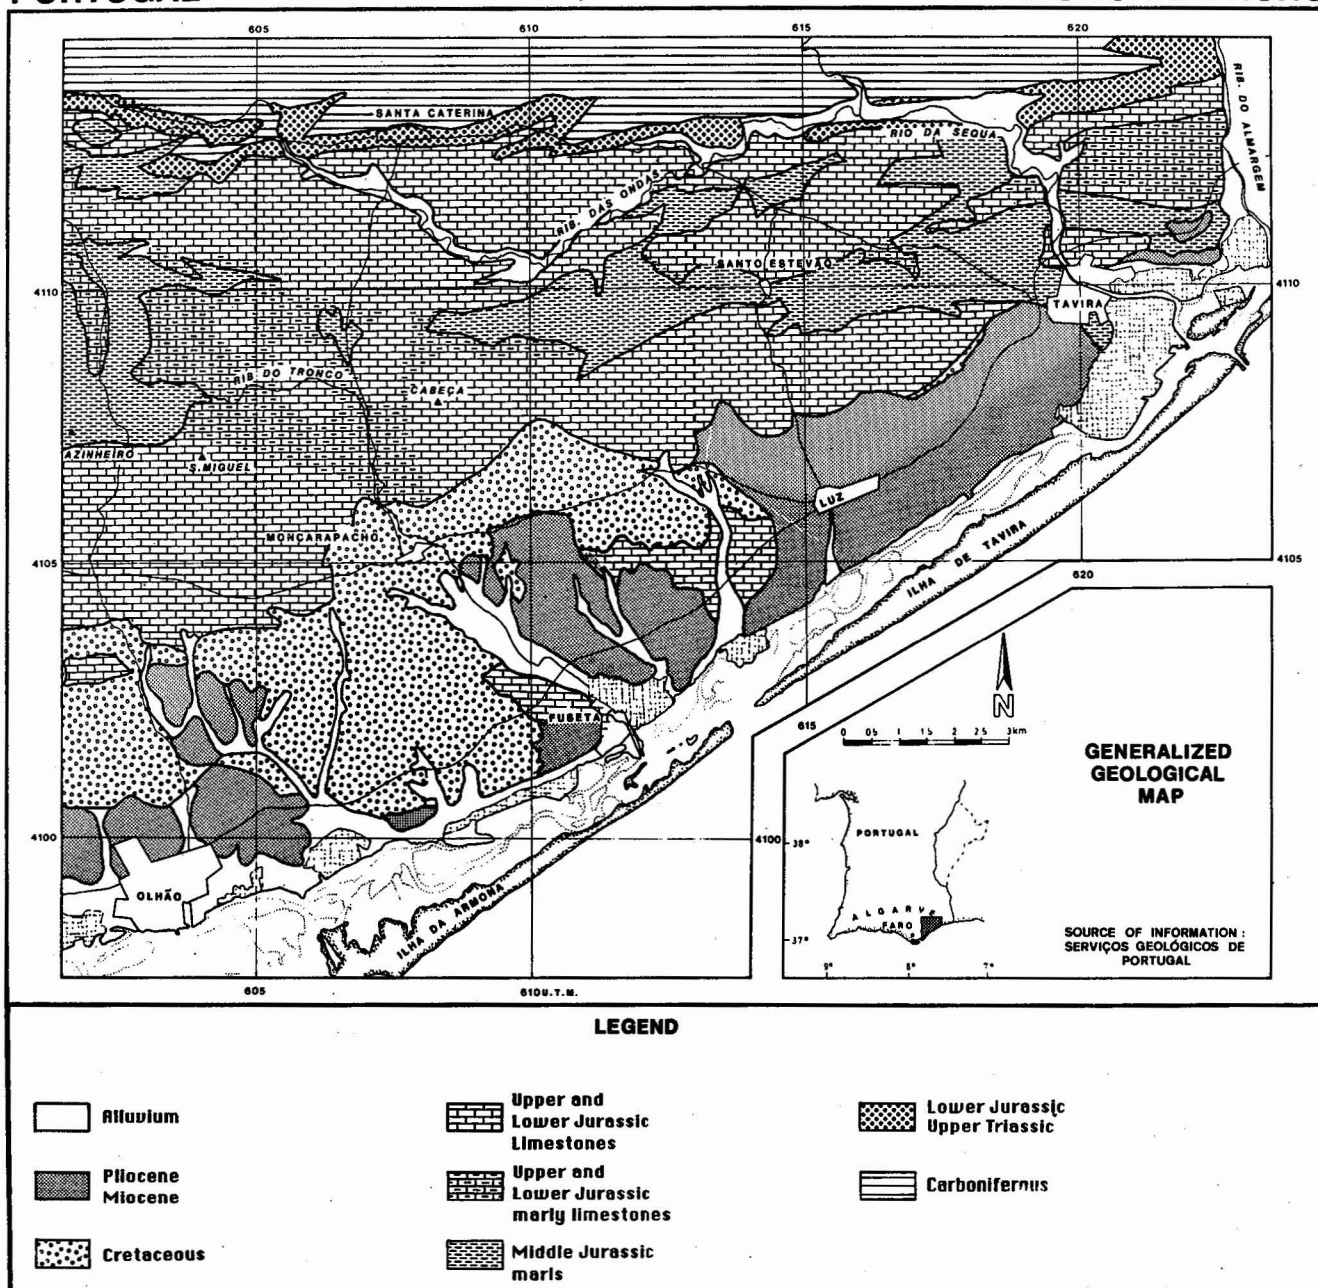 605
610
615
620
SANTA CATERINA
RIO DA SEQUA
RIB. DO ALMARGEM
RIB. DAS ONDAS
SANTO ESTEVÃO
4110
4110
TAVIRA
RIB. DO TRONCO
CABEÇA
AZINHEIRO
S. MIGUEL
LUZ
MONCARAPACHO
4105
4105
ILHA DE TAVIRA
620
FUSETA
615
N
0 05 1 15 2 25 3km
GENERALIZED
GEOLOGICAL
MAP
PORTUGAL
38°
4100
4100
OLHÃO
ALGARVE
FARO
37°
ILHA DA ARMONA
SOURCE OF INFORMATION :
SERVIÇOS GEOLÓGICOS DE
PORTUGAL
9° 8° 7°
605
610 U.T.M.
LEGEND
Alluvium
Pliocene
Miocene
Cretaceous
Upper and
Lower Jurassic
Limestones
Upper and
Lower Jurassic
marly limestones
Middle Jurassic
marls
Lower Jurassic
Upper Triassic
Carboniferous